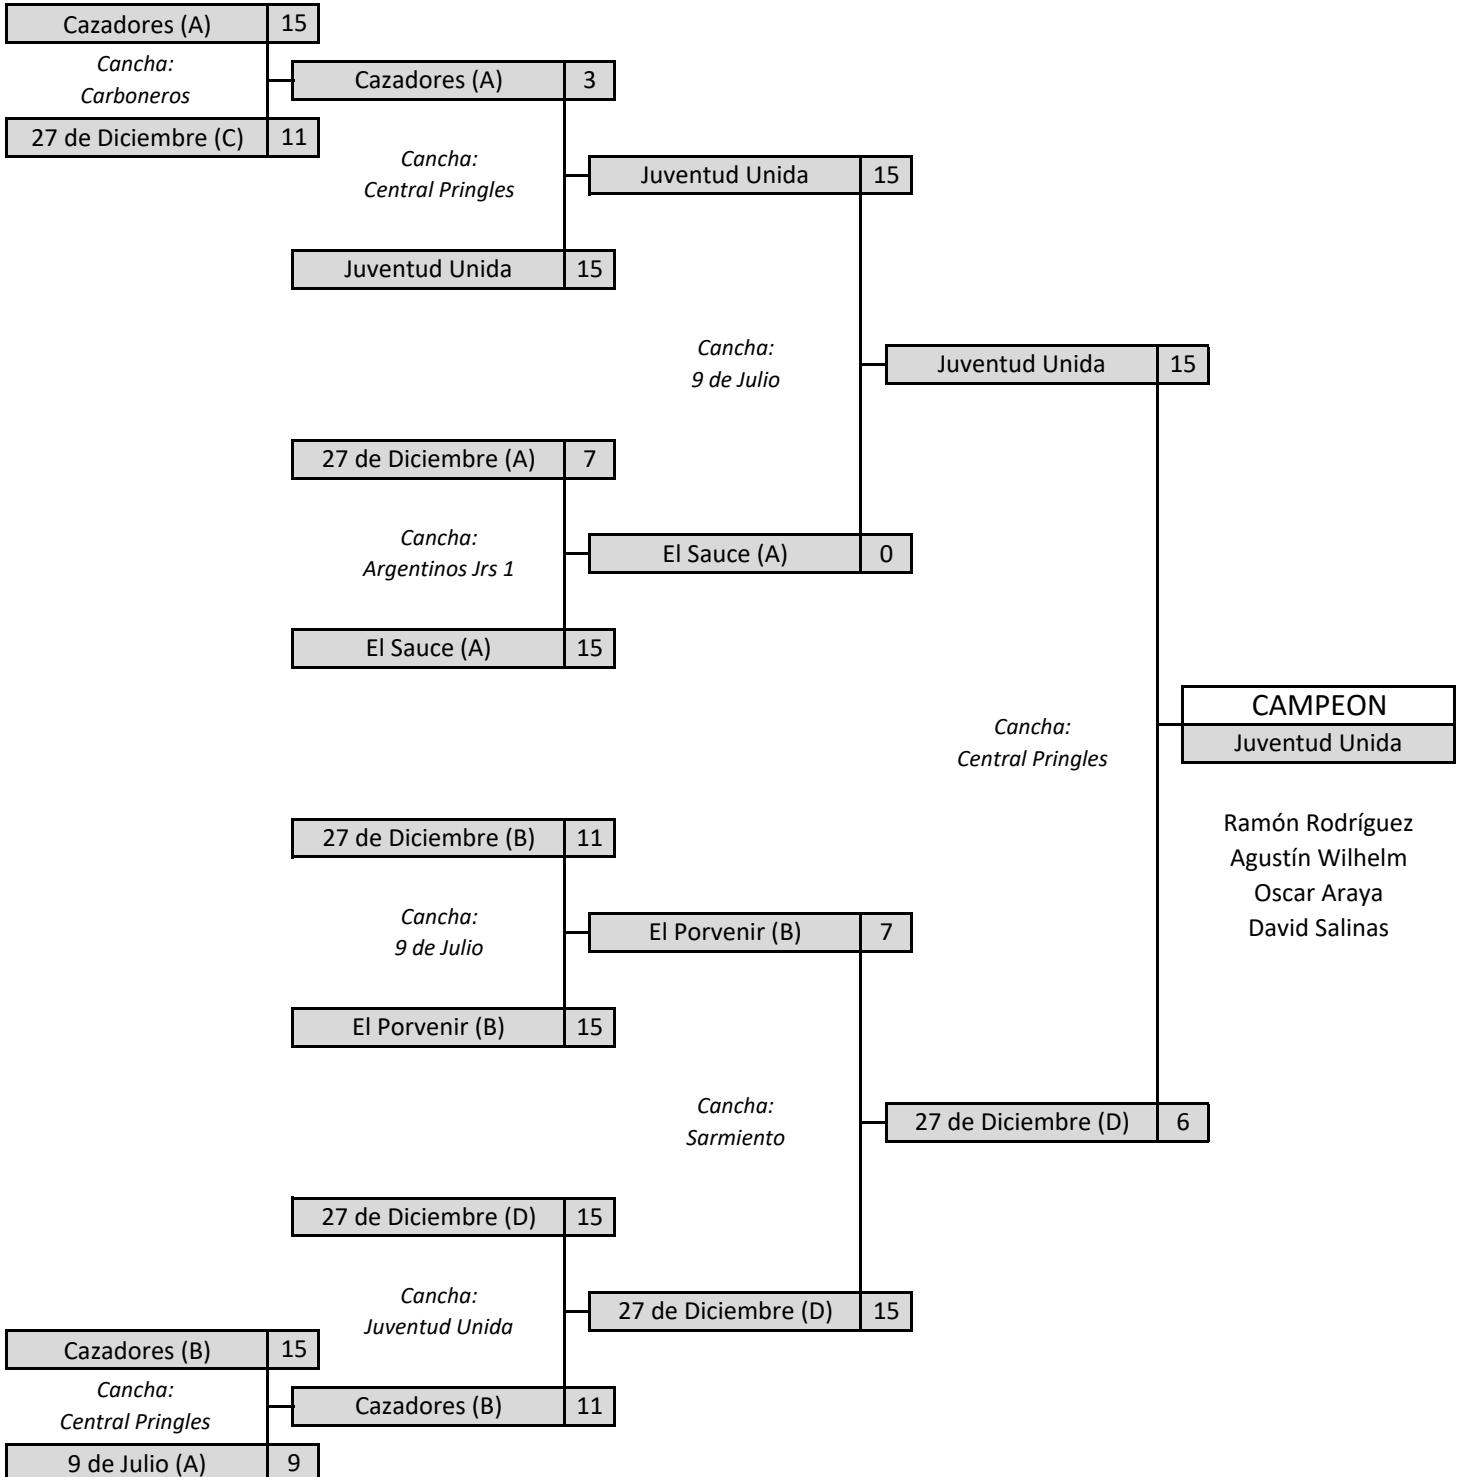 Cazadores (A) 15
Cancha:
Carboneros
27 de Diciembre (C) 11
Cazadores (A) 3
Cancha:
Central Pringles
Juventud Unida 15
Juventud Unida 15
Cancha:
9 de Julio
27 de Diciembre (A) 7
Cancha:
Argentinos Jrs 1
El Sauce (A) 15
El Sauce (A) 0
Juventud Unida 15
Cancha:
Central Pringles
CAMPEON
Juventud Unida
Ramón Rodríguez
Agustín Wilhelm
Oscar Araya
David Salinas
27 de Diciembre (B) 11
Cancha:
9 de Julio
El Porvenir (B) 15
El Porvenir (B) 7
Cancha:
Sarmiento
27 de Diciembre (D) 6
27 de Diciembre (D) 15
Cancha:
Juventud Unida
27 de Diciembre (D) 15
Cazadores (B) 15
Cancha:
Central Pringles
9 de Julio (A) 9
Cazadores (B) 11